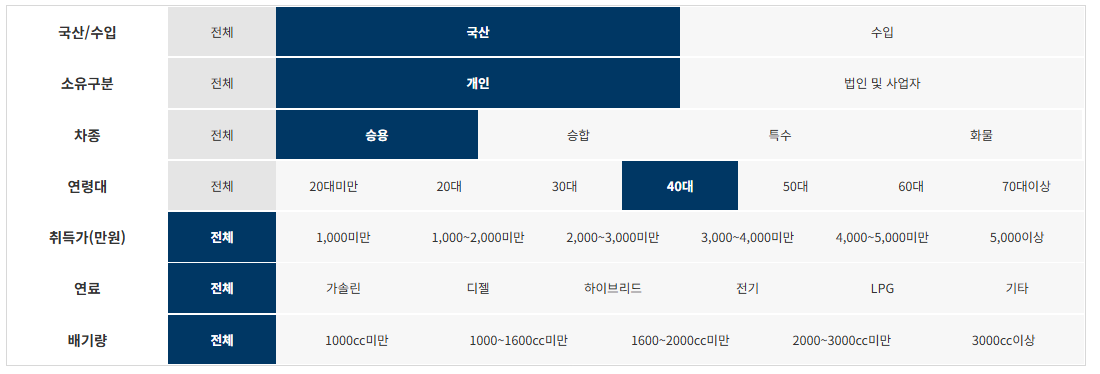 국산/수입 전체 국산 수입
소유구분 전체 개인 법인 및 사업자
차종 전체 승용 승합 특수 화물
연령대 전체 20대미만 20대 30대 40대 50대 60대 70대이상
취득가(만원) 전체 1,000미만 1,000~2,000미만 2,000~3,000미만 3,000~4,000미만 4,000~5,000미만 5,000이상
연료 전체 가솔린 디젤 하이브리드 전기 LPG 기타
배기량 전체 1000cc미만 1000~1600cc미만 1600~2000cc미만 2000~3000cc미만 3000cc이상